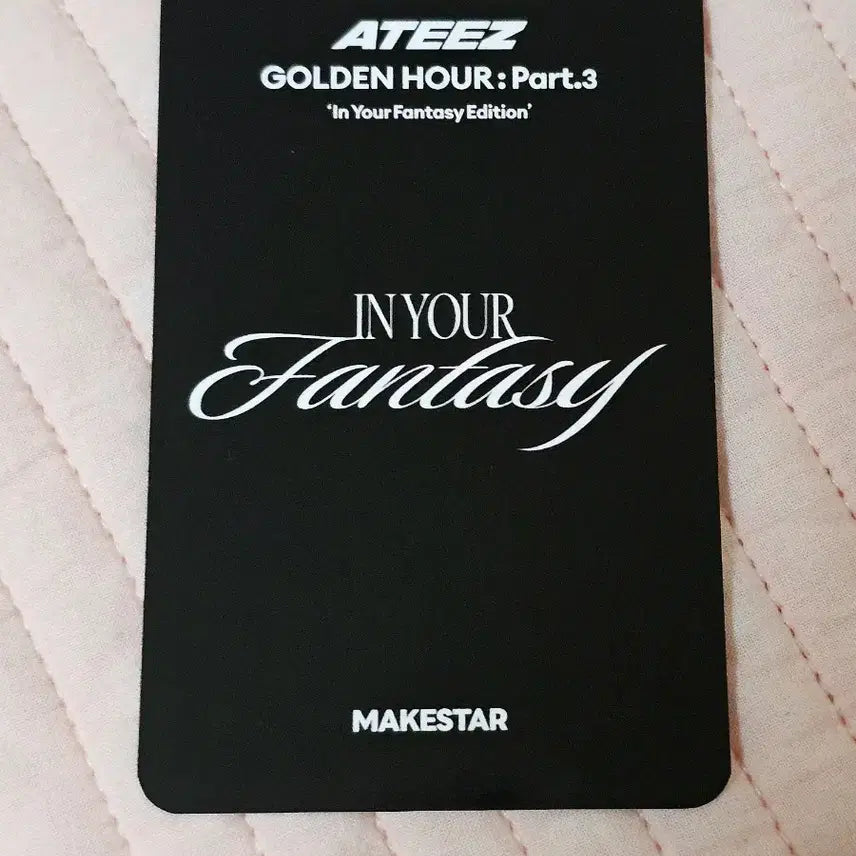 ATEEZ
GOLDEN HOUR : Part.3
‘In Your Fantasy Edition’
IN YOUR
Fantasy
MAKESTAR